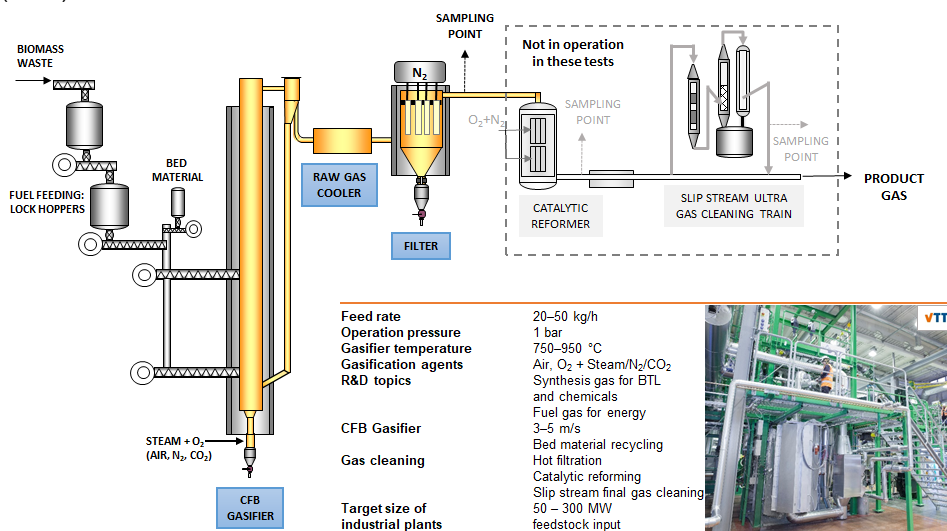 SAMPLING
POINT
BIOMASS
WASTE
N₂
Not in operation
in these tests
O₂+N₂
SAMPLING
POINT
SAMPLING
POINT
BED
MATERIAL
RAW GAS
COOLER
FUEL FEEDING:
LOCK HOPPERS
FILTER
CATALYTIC
REFORMER
SLIP STREAM ULTRA
GAS CLEANING TRAIN
PRODUCT
GAS
STEAM + O₂
(AIR, N₂, CO₂)
CFB
GASIFIER
Feed rate 20–50 kg/h
Operation pressure 1 bar
Gasifier temperature 750–950 °C
Gasification agents Air, O₂ + Steam/N₂/CO₂
R&D topics Synthesis gas for BTL
and chemicals
Fuel gas for energy
CFB Gasifier 3–5 m/s
Bed material recycling
Gas cleaning Hot filtration
Catalytic reforming
Slip stream final gas cleaning
Target size of 50 – 300 MW
industrial plants feedstock input
VTT